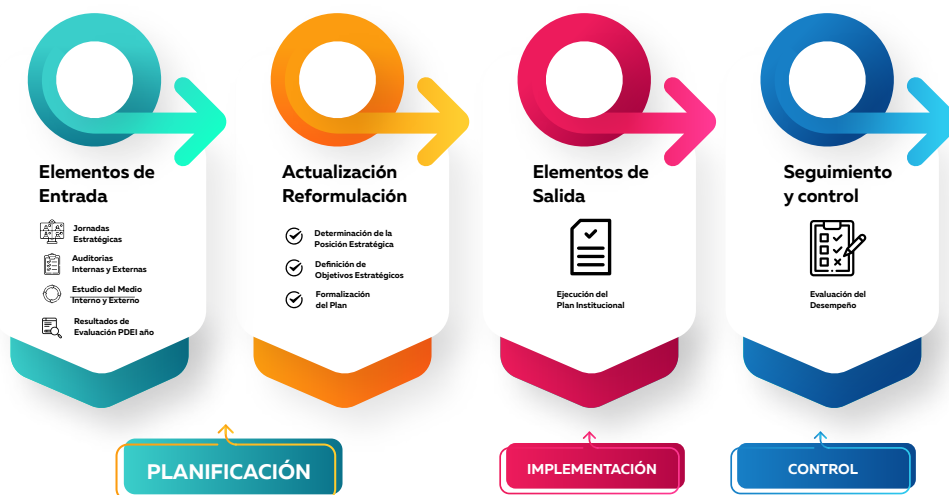 Elementos de
Entrada
Jornadas
Estratégicas
Auditorias
Internas y Externas
Estudio del Medio
Interno y Externo
Resultados de
Evaluación PDEI año
Actualización
Reformulación
Determinación de la
Posición Estratégica
Definición de
Objetivos Estratégicos
Formalización
del Plan
Elementos de
Salida
Ejecución del
Plan Institucional
Seguimiento
y control
Evaluación del
Desempeño
PLANIFICACIÓN
IMPLEMENTACIÓN
CONTROL